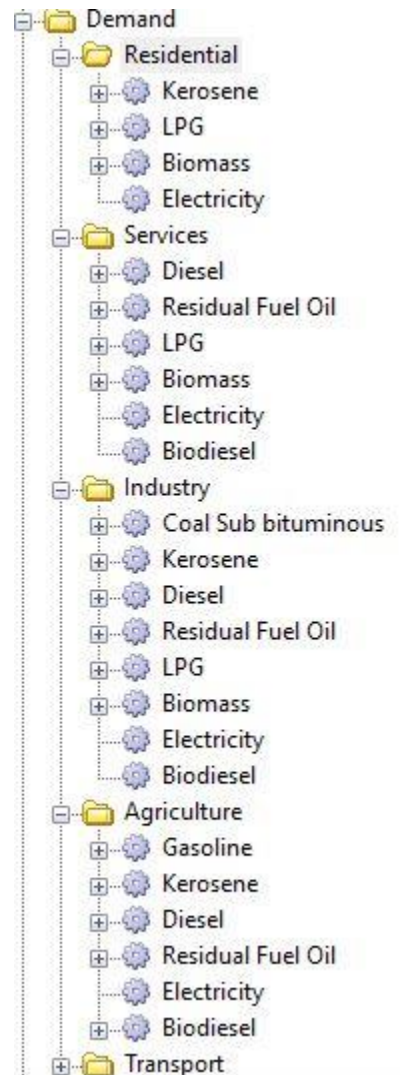 Demand
Residential
Kerosene
LPG
Biomass
Electricity
Services
Diesel
Residual Fuel Oil
LPG
Biomass
Electricity
Biodiesel
Industry
Coal Sub bituminous
Kerosene
Diesel
Residual Fuel Oil
LPG
Biomass
Electricity
Biodiesel
Agriculture
Gasoline
Kerosene
Diesel
Residual Fuel Oil
Electricity
Biodiesel
Transport